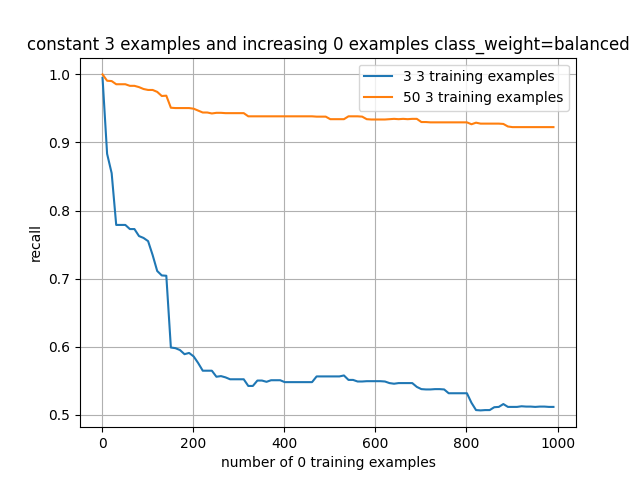 constant 3 examples and increasing 0 examples class_weight=balanced
3 3 training examples
50 3 training examples
1.0
0.9
0.8
0.7
0.6
0.5
recall
0 200 400 600 800 1000
number of 0 training examples